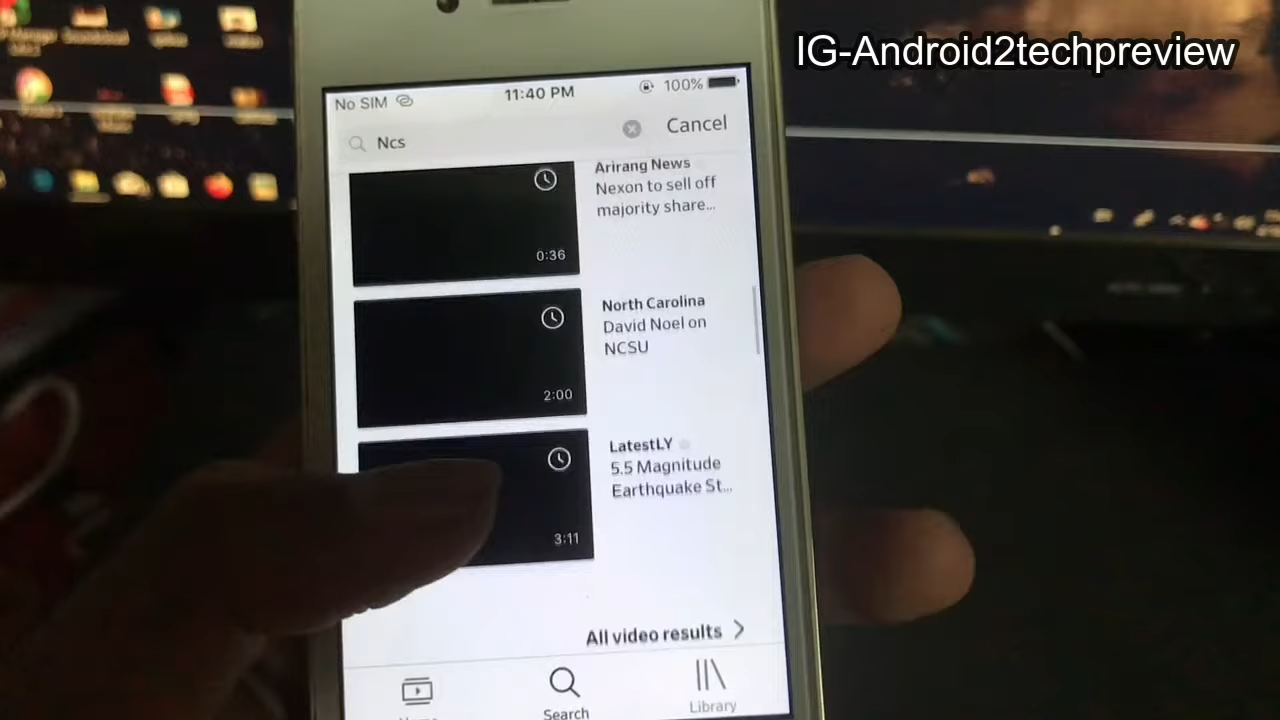 IG-Android2techpreview
No SIM
11:40 PM
100%
Ncs
Cancel
0:36
Arirang News
Nexon to sell off
majority share...
2:00
North Carolina
David Noel on
NCSU
3:11
LatestLY
5.5 Magnitude
Earthquake St...
All video results
Search
Library